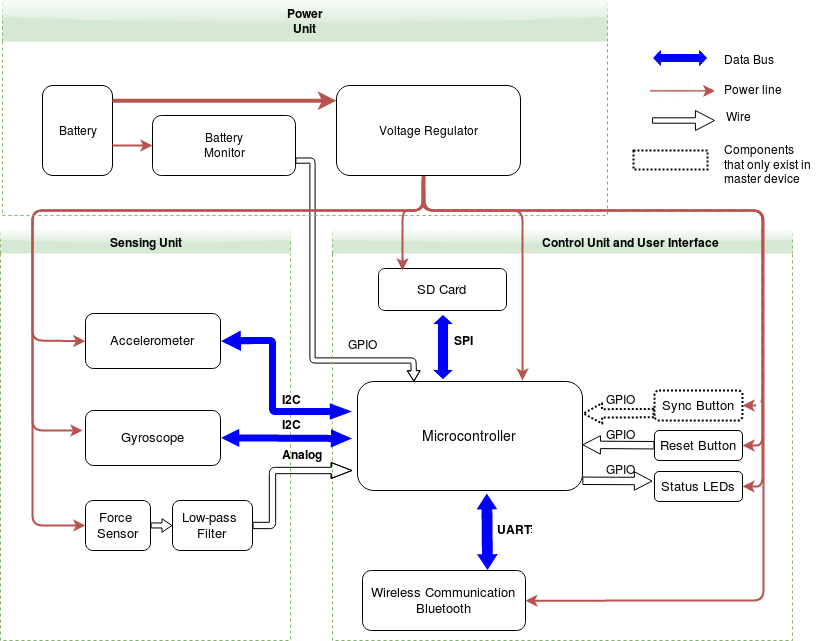 Power
Unit
Data Bus
Power line
Wire
Components
that only exist in
master device
Battery
Battery
Monitor
Voltage Regulator
Sensing Unit
Control Unit and User Interface
SD Card
Accelerometer
GPIO
SPI
I2C
I2C
Gyroscope
Analog
Microcontroller
GPIO
Sync Button
GPIO
Reset Button
GPIO
Status LEDs
Force
Sensor
Low-pass
Filter
UART:
Wireless Communication
Bluetooth